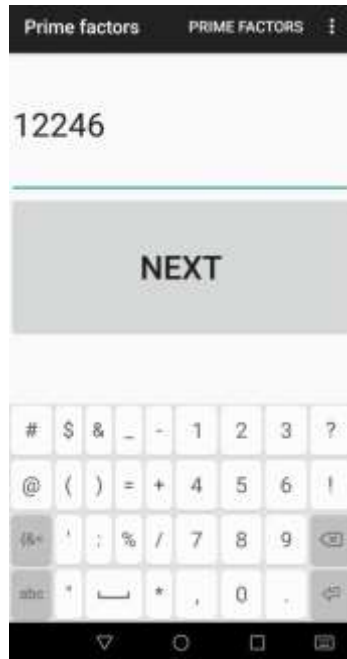 Prime factors PRIME FACTORS
12246
NEXT
# $ & _ - 1 2 3 ?
@ ( ) = + 4 5 6 !
{&= ' : % / 7 8 9
abc " * , 0 .